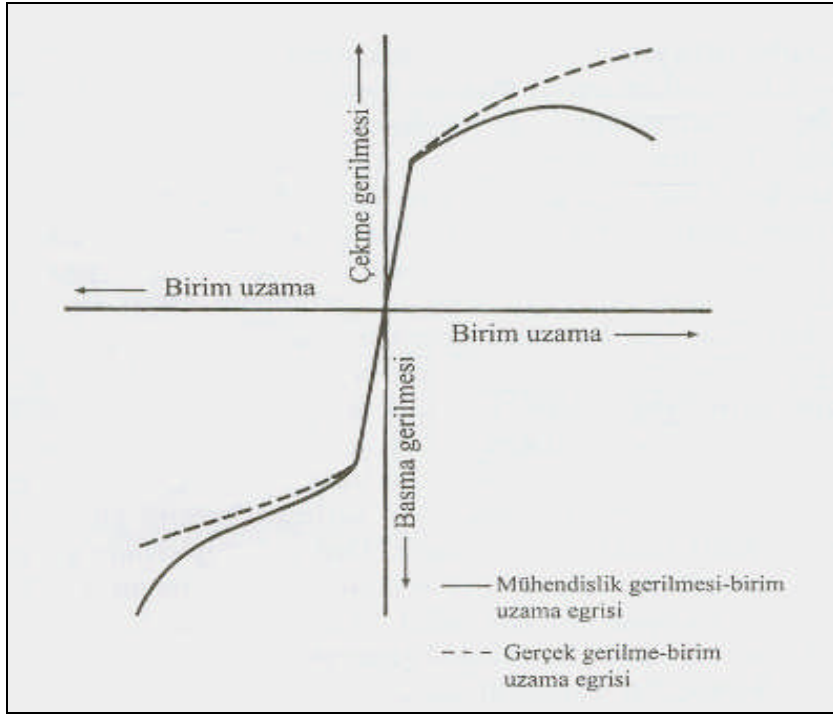 Çekme gerilmesi
Birim uzama
Birim uzama
Basma gerilmesi
Mühendislik gerilmesi-birim
uzama egrisi
Gerçek gerilme-birim
uzama egrisi